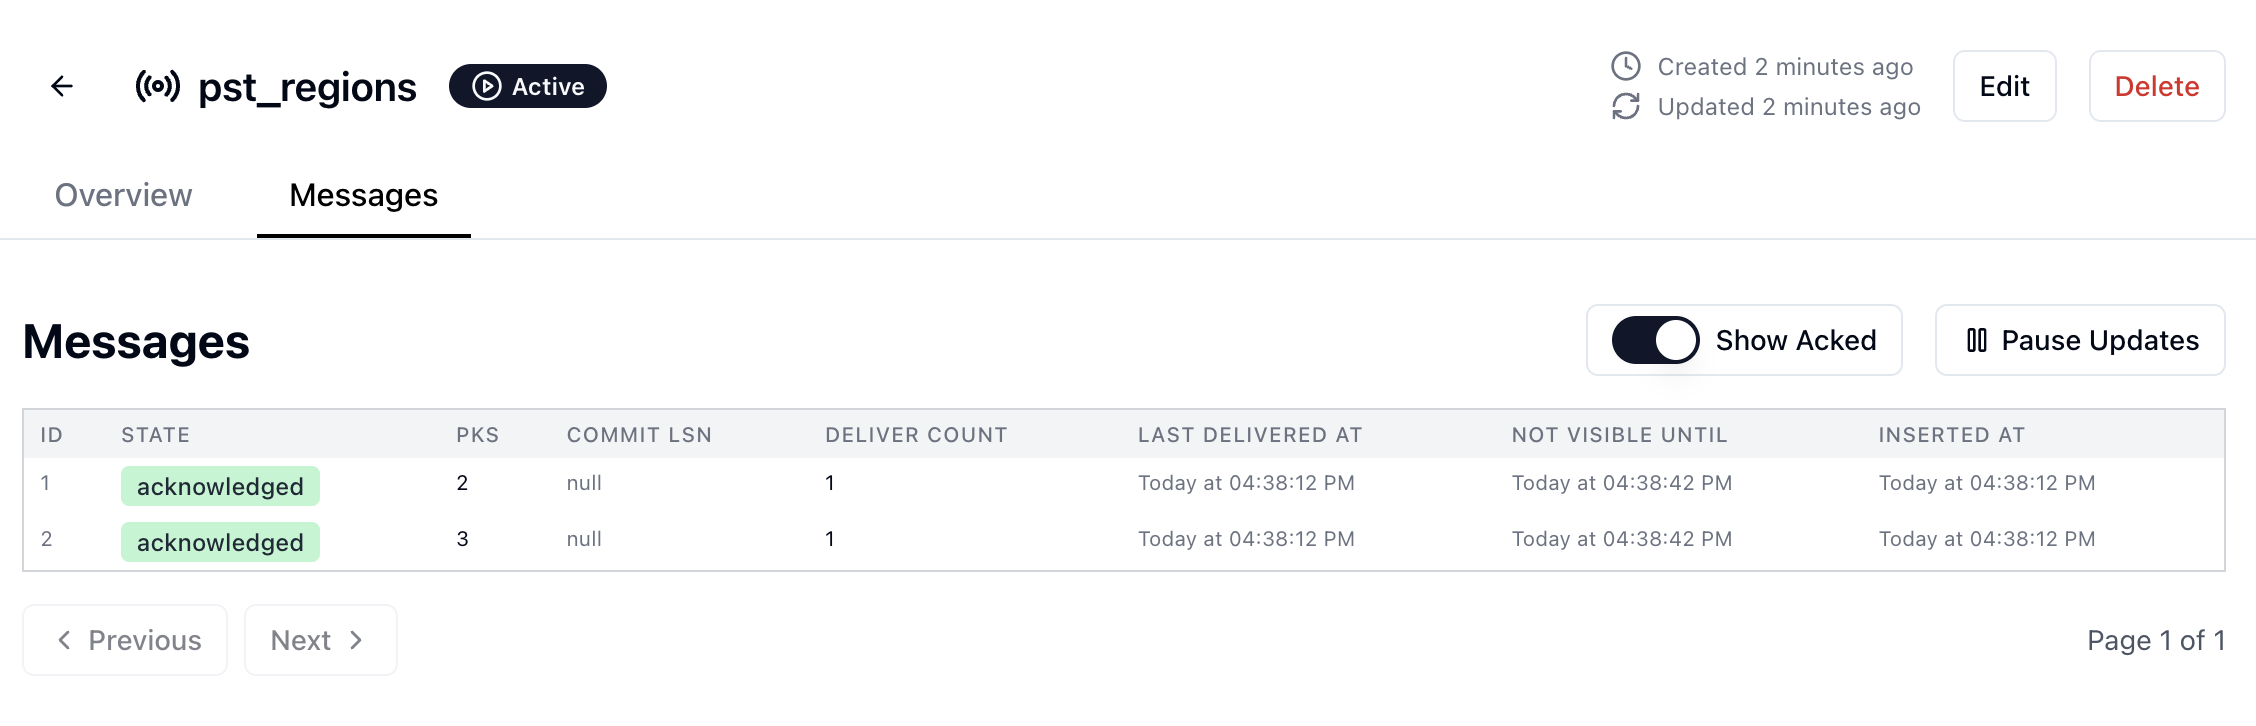 pst_regions
Active
Created 2 minutes ago
Updated 2 minutes ago
Edit
Delete
Overview
Messages
Messages
Show Acked
Pause Updates
ID STATE PKS COMMIT LSN DELIVER COUNT LAST DELIVERED AT NOT VISIBLE UNTIL INSERTED AT
1 acknowledged 2 null 1 Today at 04:38:12 PM Today at 04:38:42 PM Today at 04:38:12 PM
2 acknowledged 3 null 1 Today at 04:38:12 PM Today at 04:38:42 PM Today at 04:38:12 PM
Previous
Next
Page 1 of 1